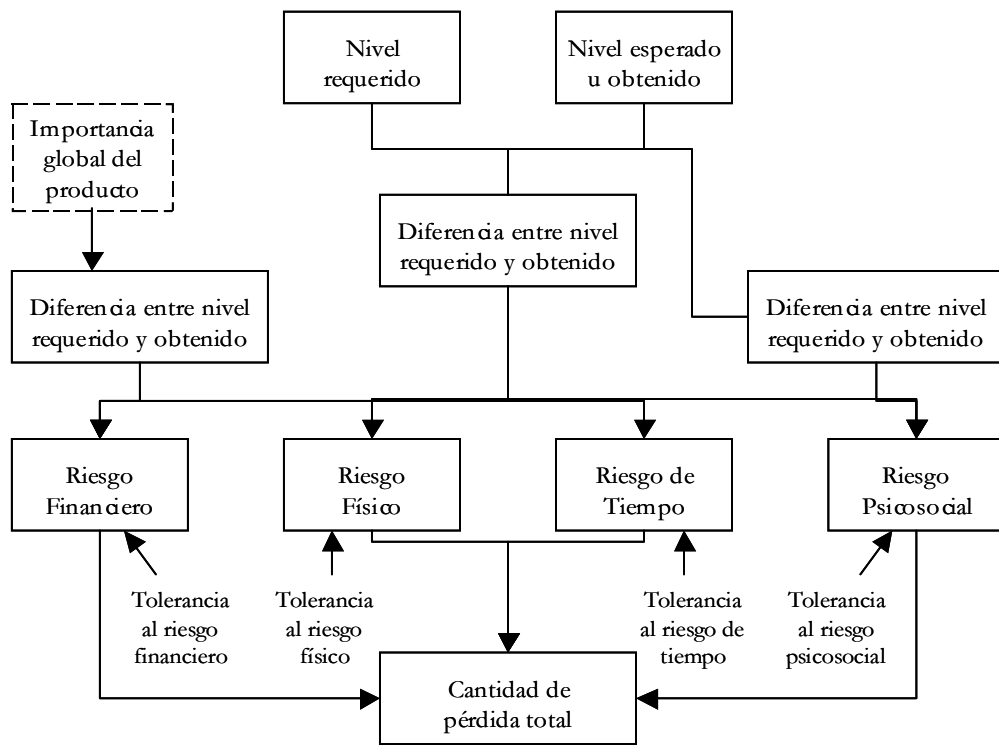 Nivel
requerido
Nivel esperado
u obtenido
Importancia
global del
producto
Diferencia entre nivel
requerido y obtenido
Diferencia entre nivel
requerido y obtenido
Diferencia entre nivel
requerido y obtenido
Riesgo
Financiero
Riesgo
Físico
Riesgo de
Tiempo
Riesgo
Psicosocial
Tolerancia
al riesgo
financiero
Tolerancia
al riesgo
físico
Tolerancia
al riesgo de
tiempo
Tolerancia
al riesgo
psicosocial
Cantidad de
pérdida total